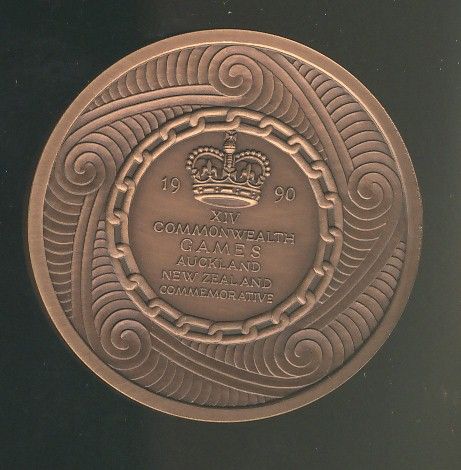 19 90
XIV
COMMONWEALTH
GAMES
AUCKLAND
NEW ZEALAND
COMMEMORATIVE